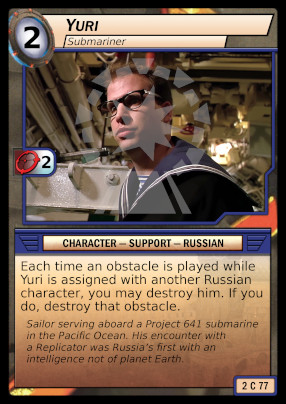 2
YURI
Submariner
2
CHARACTER – SUPPORT – RUSSIAN
Each time an obstacle is played while
Yuri is assigned with another Russian
character, you may destroy him. If you
do, destroy that obstacle.
Sailor serving aboard a Project 641 submarine
in the Pacific Ocean. His encounter with
a Replicator was Russia's first with an
intelligence not of planet Earth.
2 C 77